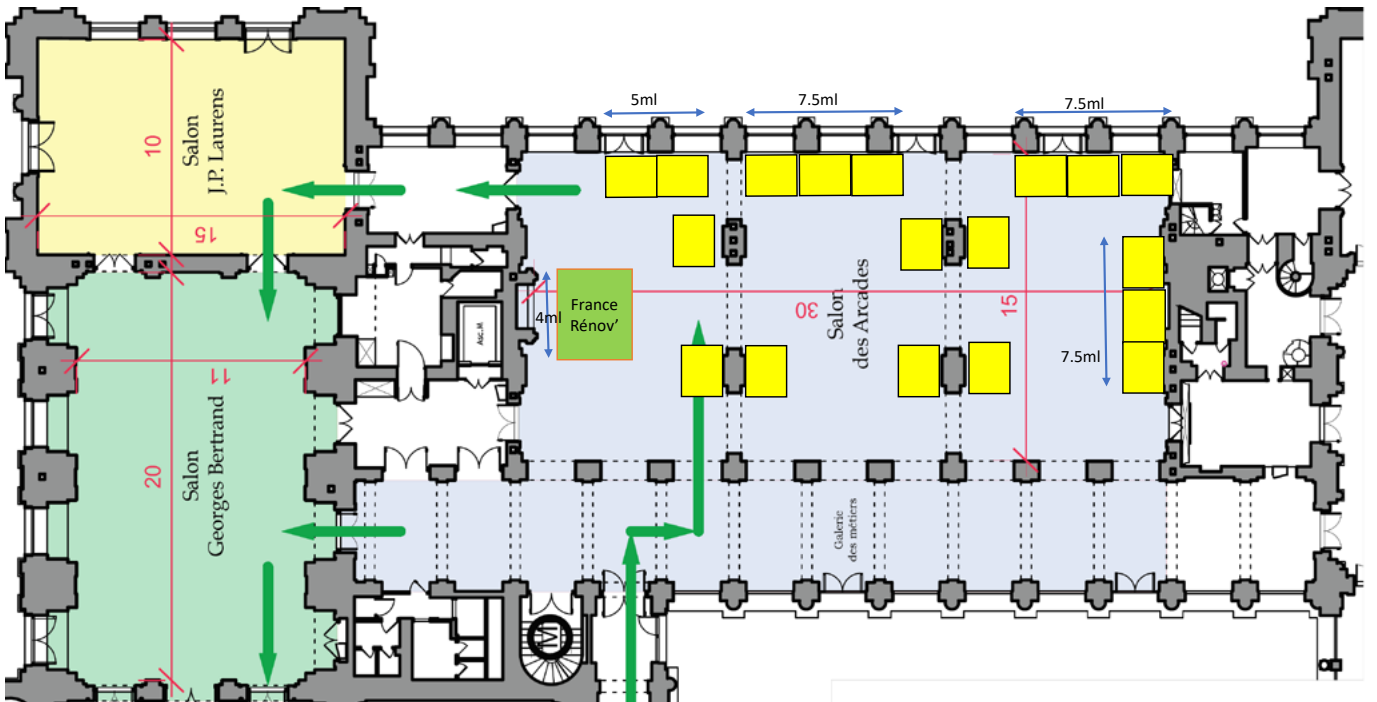 5ml
7.5ml
7.5ml
10
Salon
J.P. Laurens
15
France
Rénov'
4ml
30
Salon
des Arcades
15
7.5ml
Asc.M.
11
20
Salon
Georges Bertrand
Galerie
des métiers
M